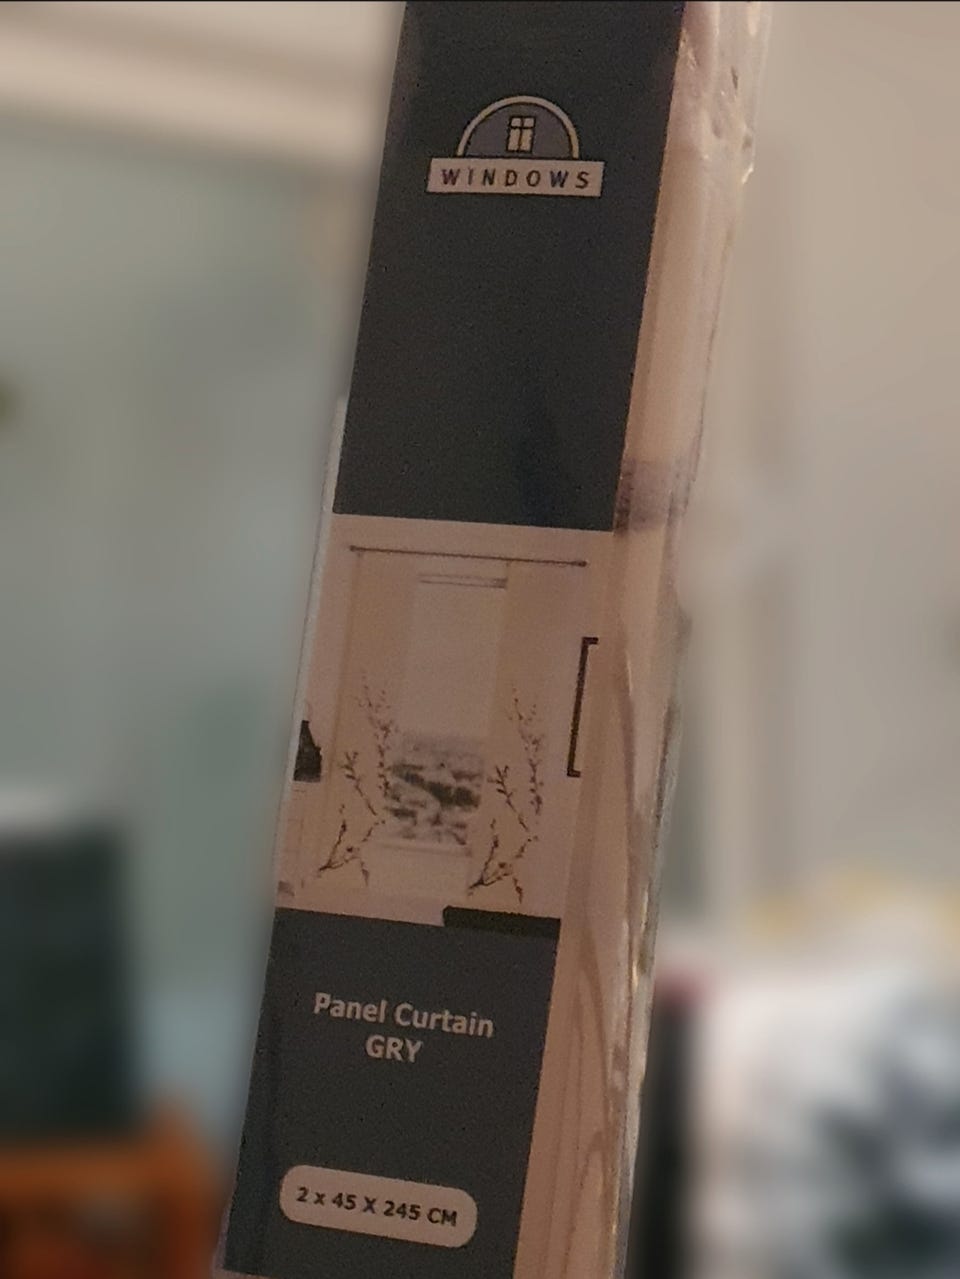 WINDOWS
Panel Curtain
GRY
2 x 45 X 245 CM